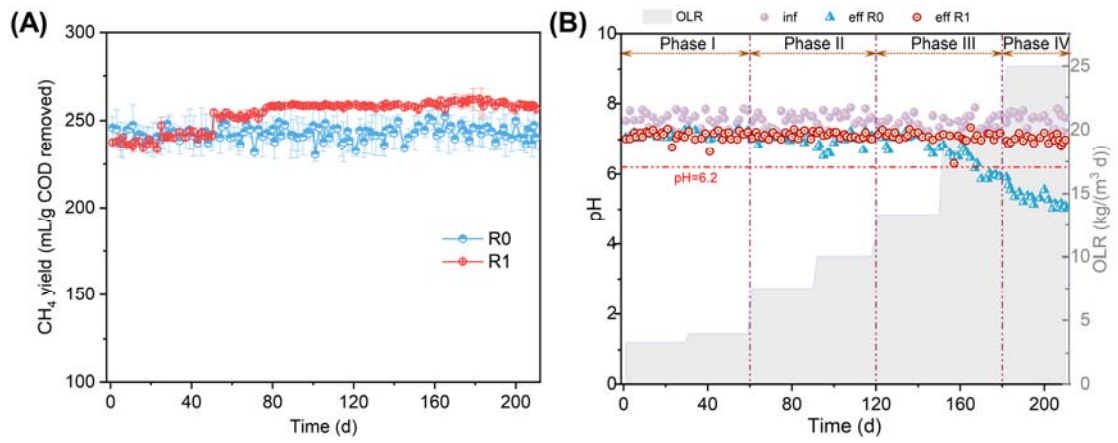 (A)
300
250
200
150
100
CH₄ yield (mL/g COD removed)
R0
R1
0 40 80 120 160 200
Time (d)
(B)
OLR inf eff R0 eff R1
Phase I Phase II Phase III Phase IV
10
8
6
4
2
0
pH
pH=6.2
25
20
15
10
5
0
OLR (kg/(m³ d)
0 40 80 120 160 200
Time (d)